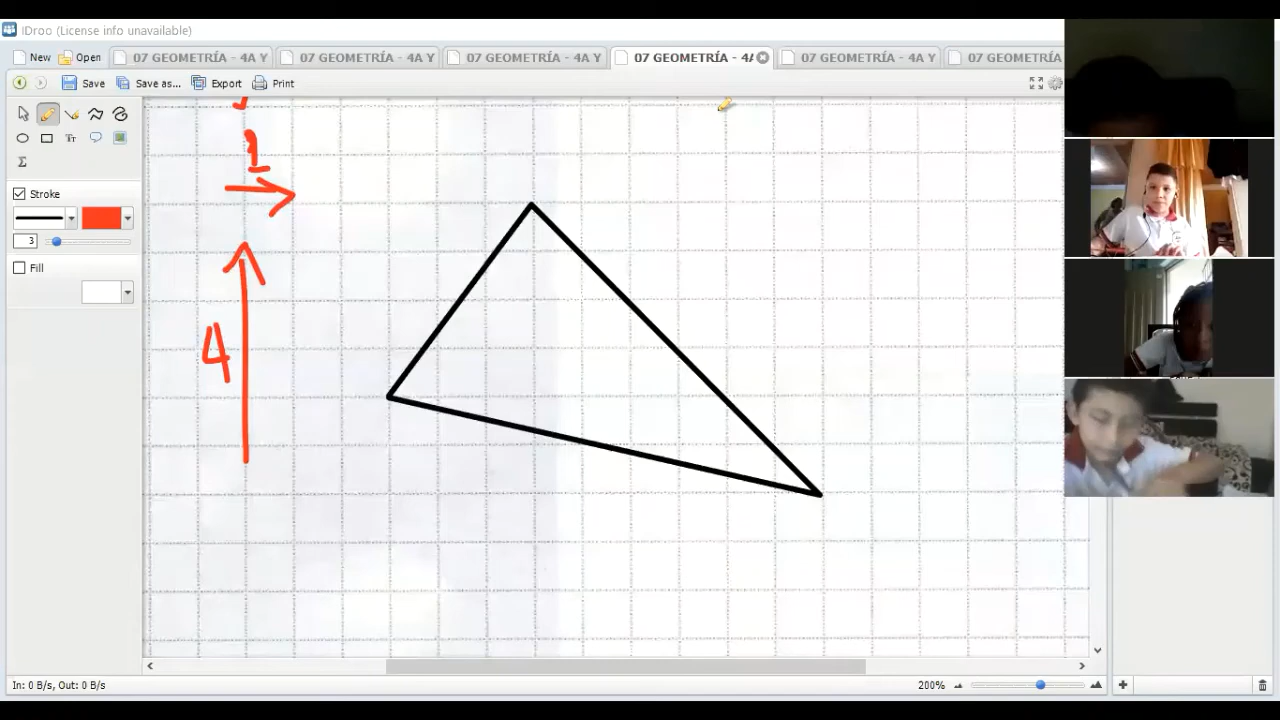 iDroo (License info unavailable)
New Open 07 GEOMETRÍA - 4A Y 07 GEOMETRÍA - 4A Y 07 GEOMETRÍA - 4A Y 07 GEOMETRÍA - 4A 07 GEOMETRÍA - 4A Y 07 GEOMETRÍA - 4A
Save Save as... Export Print
Tt
Σ
1
Stroke
3
Fill
4
In: 0 B/s, Out: 0 B/s 200%